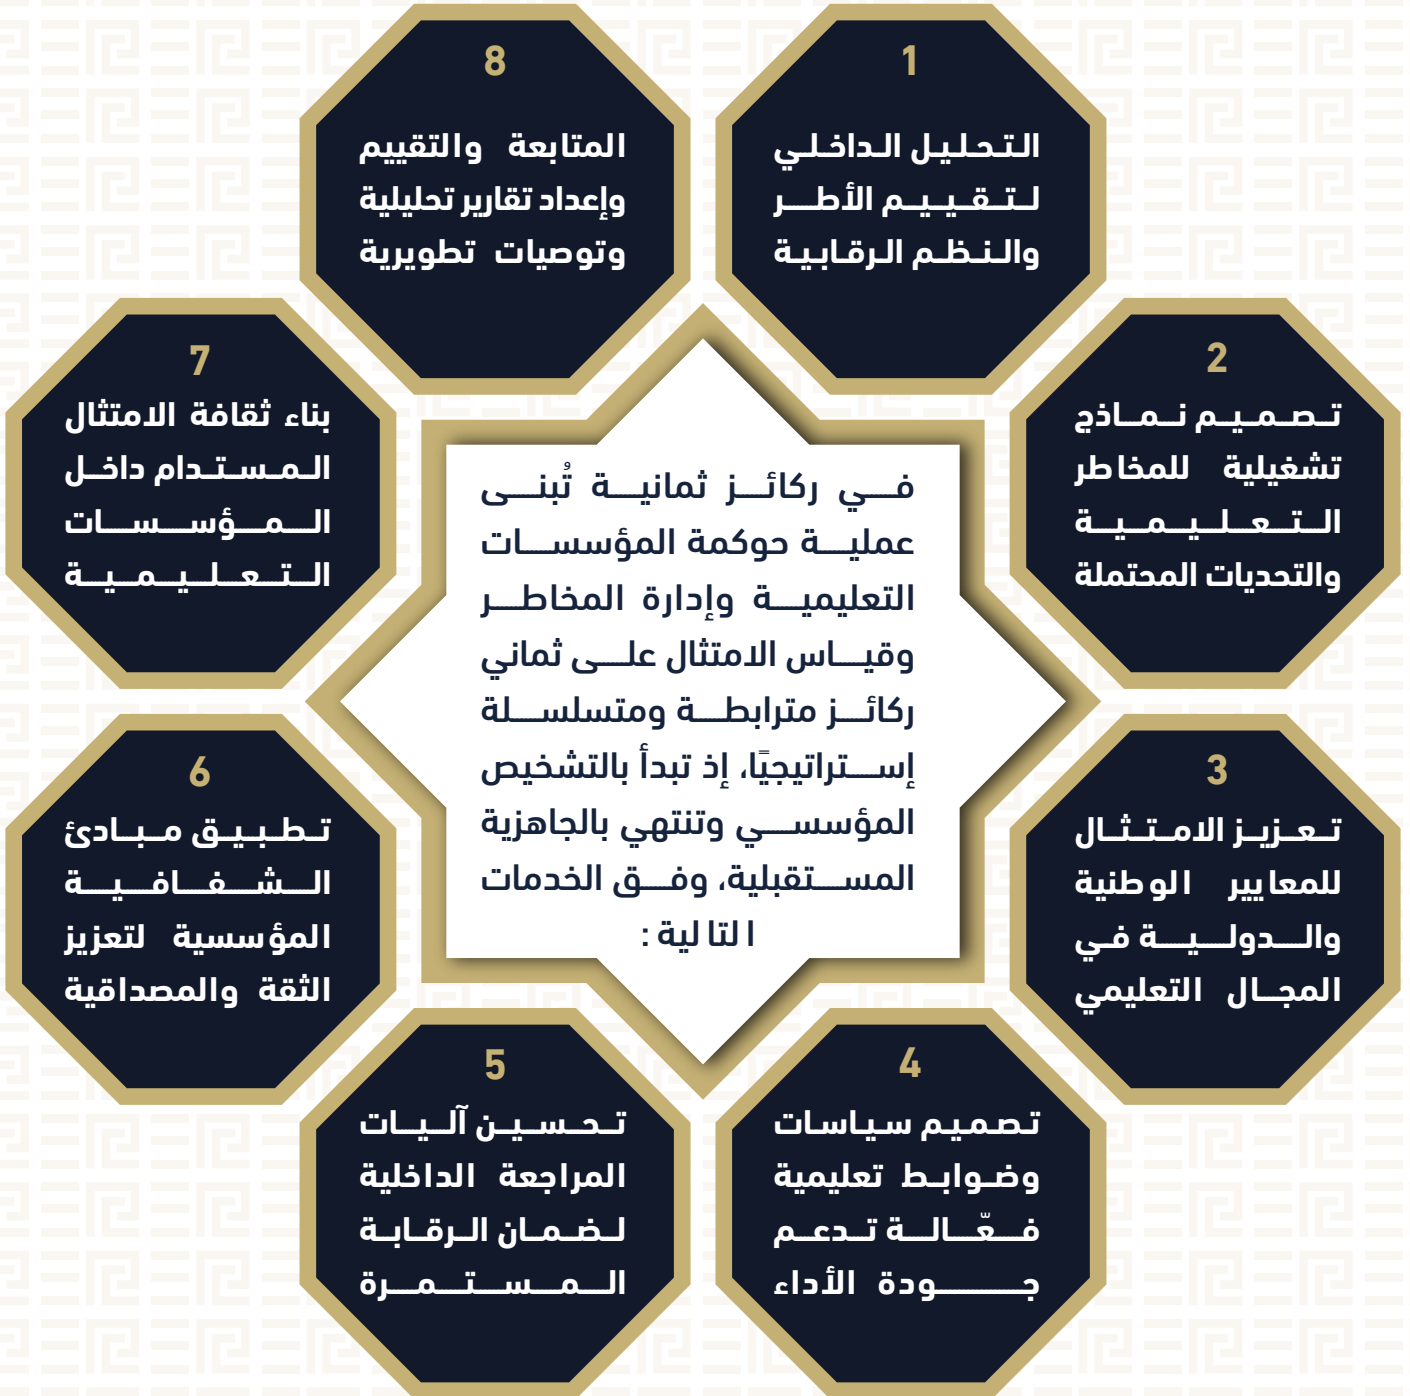 في ركائز ثمانية تُبنى
عملية حوكمة المؤسسات
التعليمية وإدارة المخاطر
وقياس الامتثال على ثماني
ركائز مترابطة ومتسلسلة
إستراتيجيًا، إذ تبدأ بالتشخيص
المؤسسي وتنتهي بالجاهزية
المستقبلية، وفق الخدمات
التالية :
1
التحليل الداخلي
لتقييم الأطر
والنظم الرقابية
2
تصميم نماذج
تشغيلية للمخاطر
التعليمية
والتحديات المحتملة
3
تعزيز الامتثال
للمعايير الوطنية
والدولية في
المجال التعليمي
4
تصميم سياسات
وضوابط تعليمية
فعّالة تدعم
جودة الأداء
5
تحسين آليات
المراجعة الداخلية
لضمان الرقابة
المستمرة
6
تطبيق مبادئ
الشفافية
المؤسسية لتعزيز
الثقة والمصداقية
7
بناء ثقافة الامتثال
المستدام داخل
المؤسسات
التعليمية
8
المتابعة والتقييم
وإعداد تقارير تحليلية
وتوصيات تطويرية